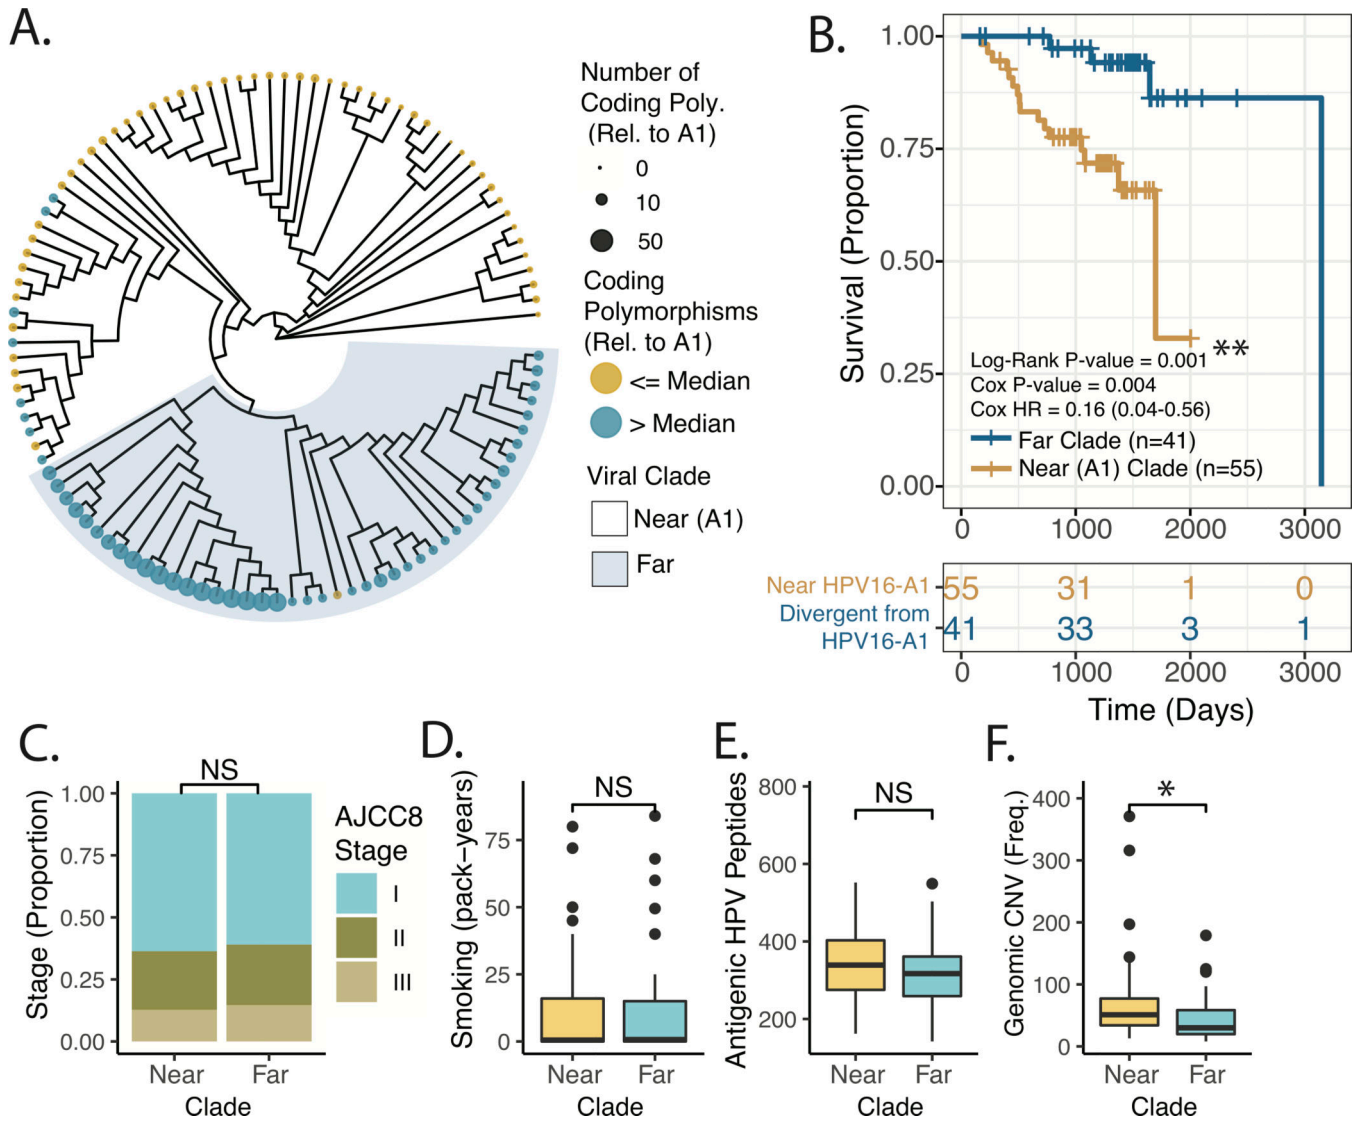 A.
Number of
Coding Poly.
(Rel. to A1)
0
10
50
Coding
Polymorphisms
(Rel. to A1)
<= Median
> Median
Viral Clade
Near (A1)
Far
B.
Survival (Proportion)
1.00
0.75
0.50
0.25
0.00
**
Log-Rank P-value = 0.001
Cox P-value = 0.004
Cox HR = 0.16 (0.04-0.56)
Far Clade (n=41)
Near (A1) Clade (n=55)
0 1000 2000 3000
Near HPV16-A1 55 31 1 0
Divergent from
HPV16-A1 41 33 3 1
0 1000 2000 3000
Time (Days)
C.
Stage (Proportion)
1.00
0.75
0.50
0.25
0.00
NS
Near Far
Clade
AJCC8
Stage
I
II
III
D.
Smoking (pack-years)
75
50
25
0
NS
Near Far
Clade
E.
Antigenic HPV Peptides
800
600
400
200
NS
Near Far
Clade
F.
Genomic CNV (Freq.)
400
300
200
100
0
*
Near Far
Clade